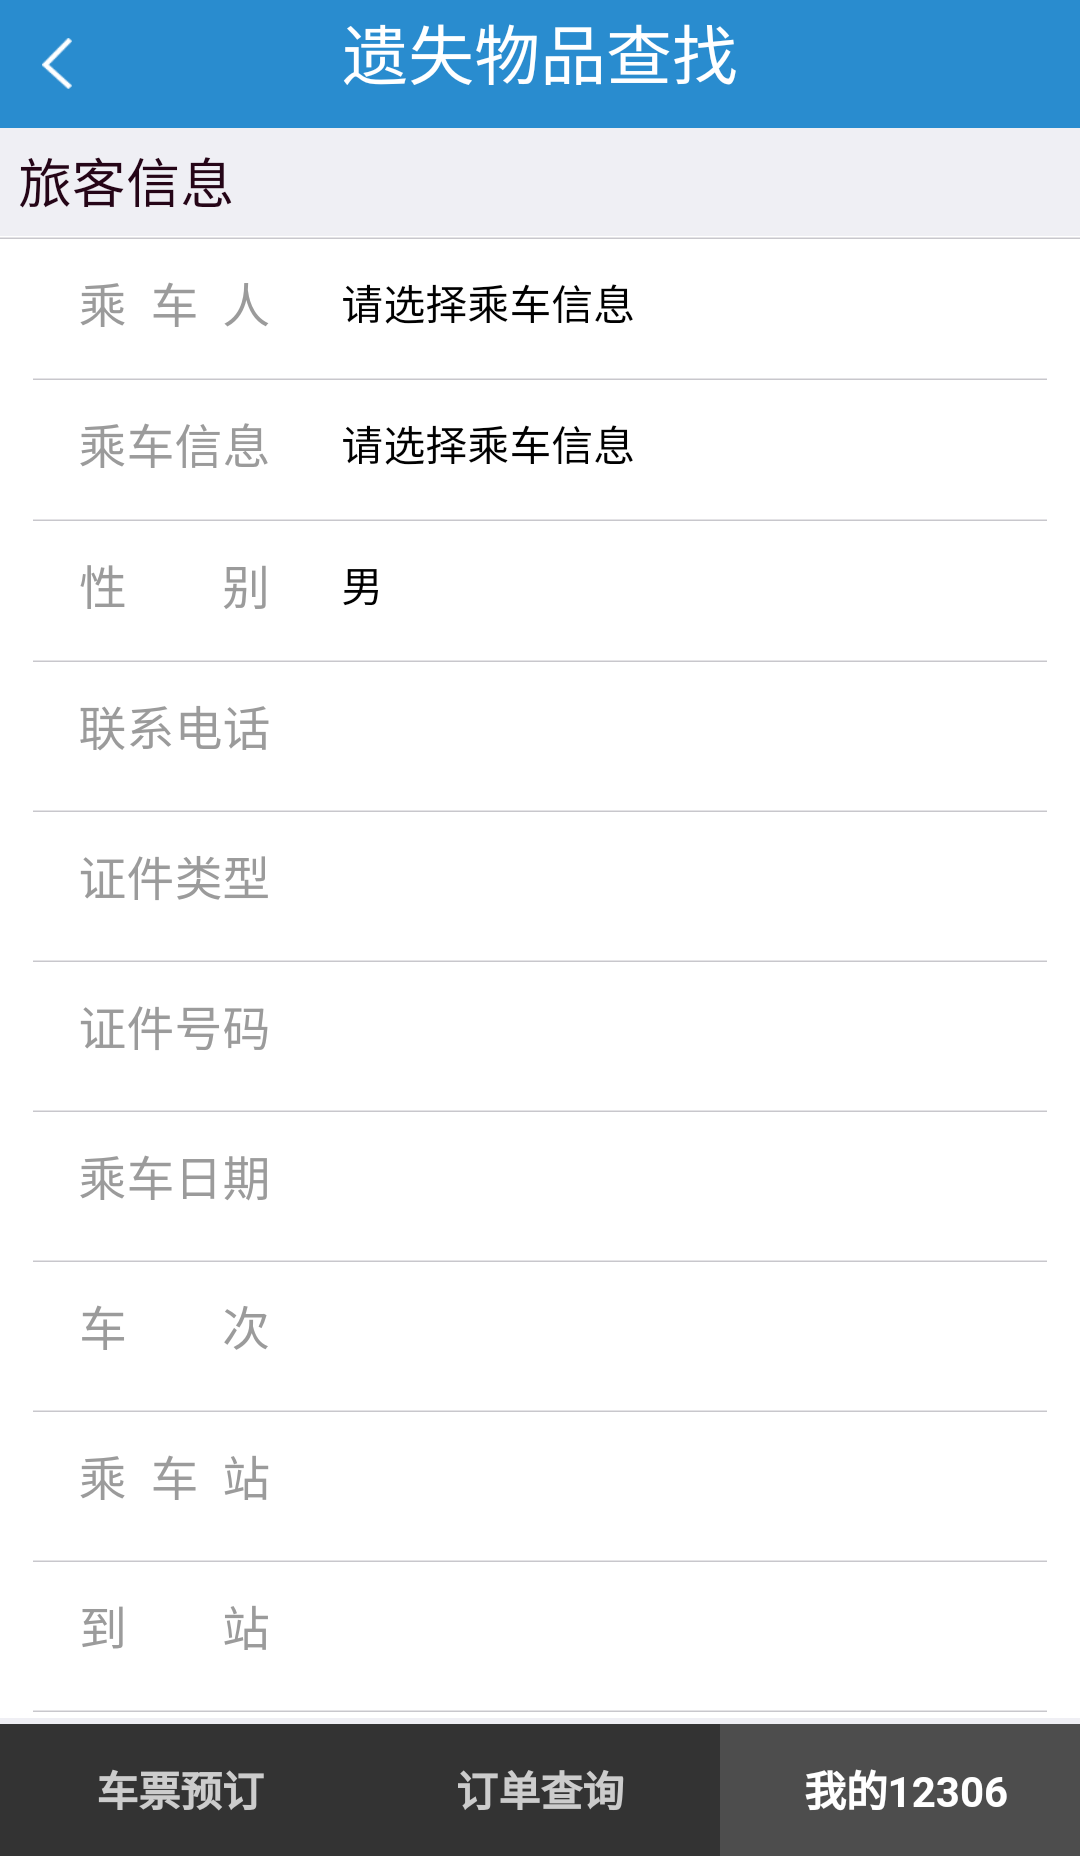 遗失物品查找
旅客信息
乘 车 人 请选择乘车信息
乘车信息 请选择乘车信息
性 别 男
联系电话
证件类型
证件号码
乘车日期
车 次
乘 车 站
到 站
车票预订 订单查询 我的12306